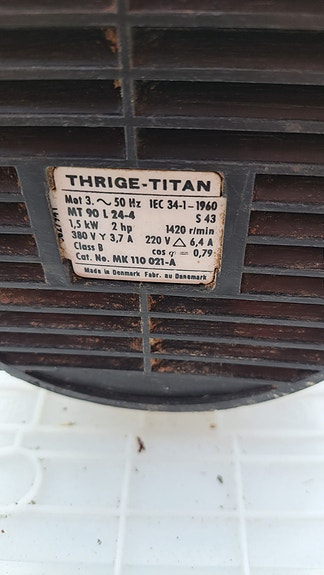 THRIGE-TITAN
Mot 3. ∼ 50 Hz IEC 34-1-1960
MT 90 L 24-4 S 43
1,5 kW 2 hp 1420 r/min
380 V Y 3,7 A 220 V △ 6,4 A
Class B cos φ = 0,79
Cat. No. MK 110 021-A
Made in Denmark Fabr. au Danemark